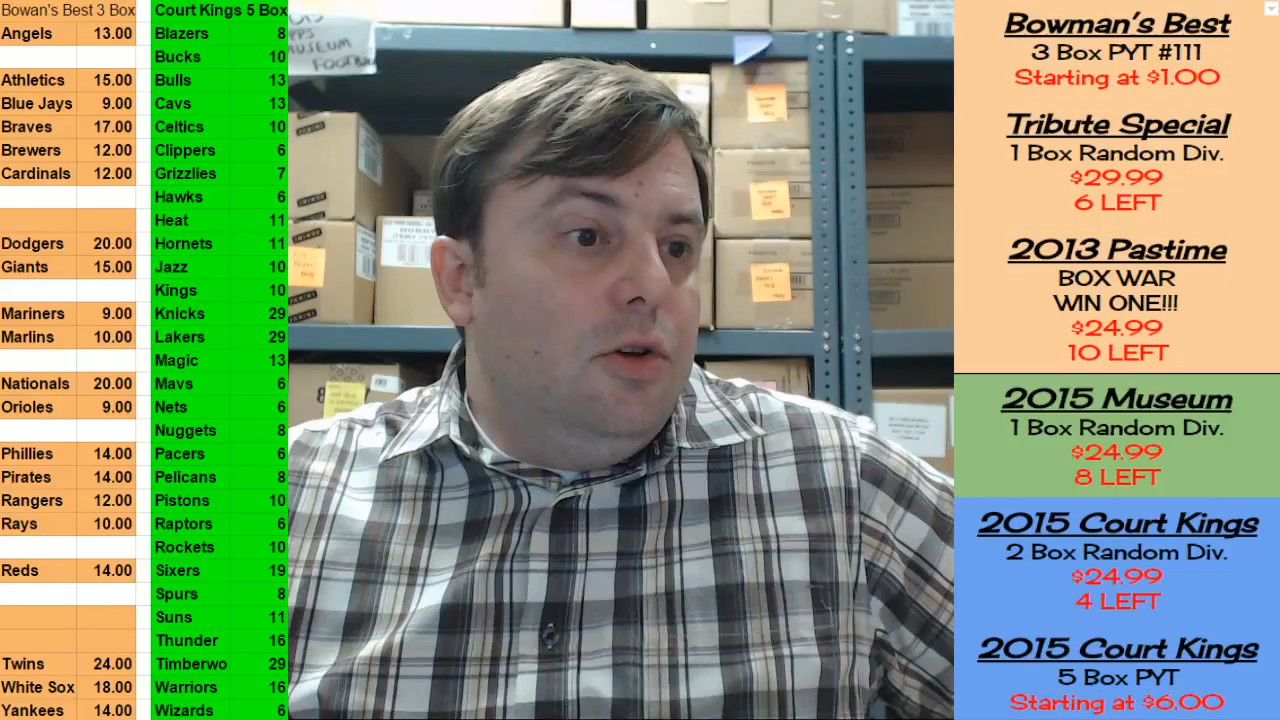 Bowan's Best 3 Box
Angels 13.00
Athletics 15.00
Blue Jays 9.00
Braves 17.00
Brewers 12.00
Cardinals 12.00
Dodgers 20.00
Giants 15.00
Mariners 9.00
Marlins 10.00
Nationals 20.00
Orioles 9.00
Phillies 14.00
Pirates 14.00
Rangers 12.00
Rays 10.00
Reds 14.00
Twins 24.00
White Sox 18.00
Yankees 14.00
Court Kings 5 Box
Blazers 8
Bucks 10
Bulls 13
Cavs 13
Celtics 10
Clippers 6
Grizzlies 7
Hawks 6
Heat 11
Hornets 11
Jazz 10
Kings 10
Knicks 29
Lakers 29
Magic 13
Mavs 6
Nets 6
Nuggets 8
Pacers 6
Pelicans 8
Pistons 10
Raptors 6
Rockets 10
Sixers 19
Spurs 8
Suns 11
Thunder 16
Timberwo 29
Warriors 16
Wizards 6
MUSEUM
Bowman's Best
3 Box PYT #111
Starting at $1.00
Tribute Special
1 Box Random Div.
$29.99
6 LEFT
2013 Pastime
BOX WAR
WIN ONE!!!
$24.99
10 LEFT
2015 Museum
1 Box Random Div.
$24.99
8 LEFT
2015 Court Kings
2 Box Random Div.
$24.99
4 LEFT
2015 Court Kings
5 Box PYT
Starting at $6.00